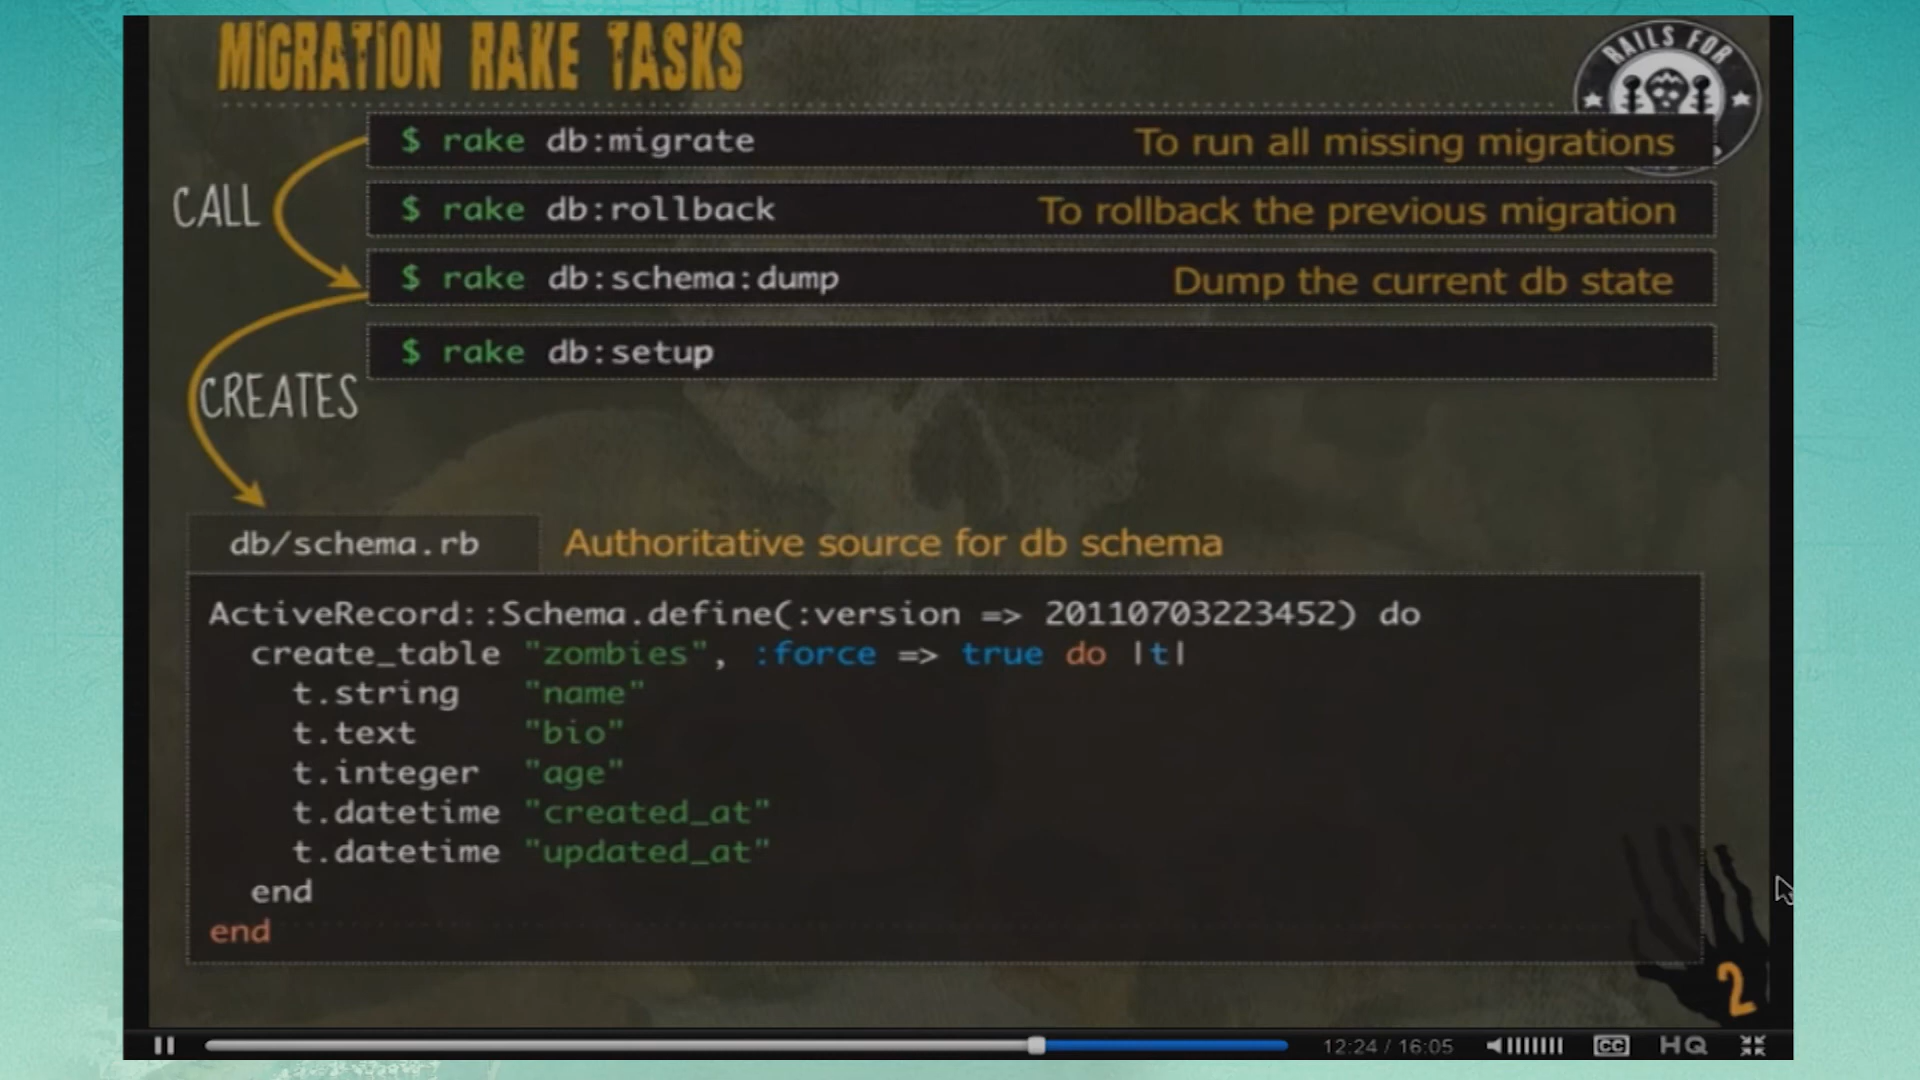 MIGRATION RAKE TASKS
RAILS FOR
$ rake db:migrate To run all missing migrations
CALL
$ rake db:rollback To rollback the previous migration
$ rake db:schema:dump Dump the current db state
$ rake db:setup
CREATES
db/schema.rb Authoritative source for db schema
ActiveRecord::Schema.define(:version => 20110703223452) do
create_table "zombies", :force => true do |t|
t.string "name"
t.text "bio"
t.integer "age"
t.datetime "created_at"
t.datetime "updated_at"
end
end
2
12:24 / 16:05 CC HQ